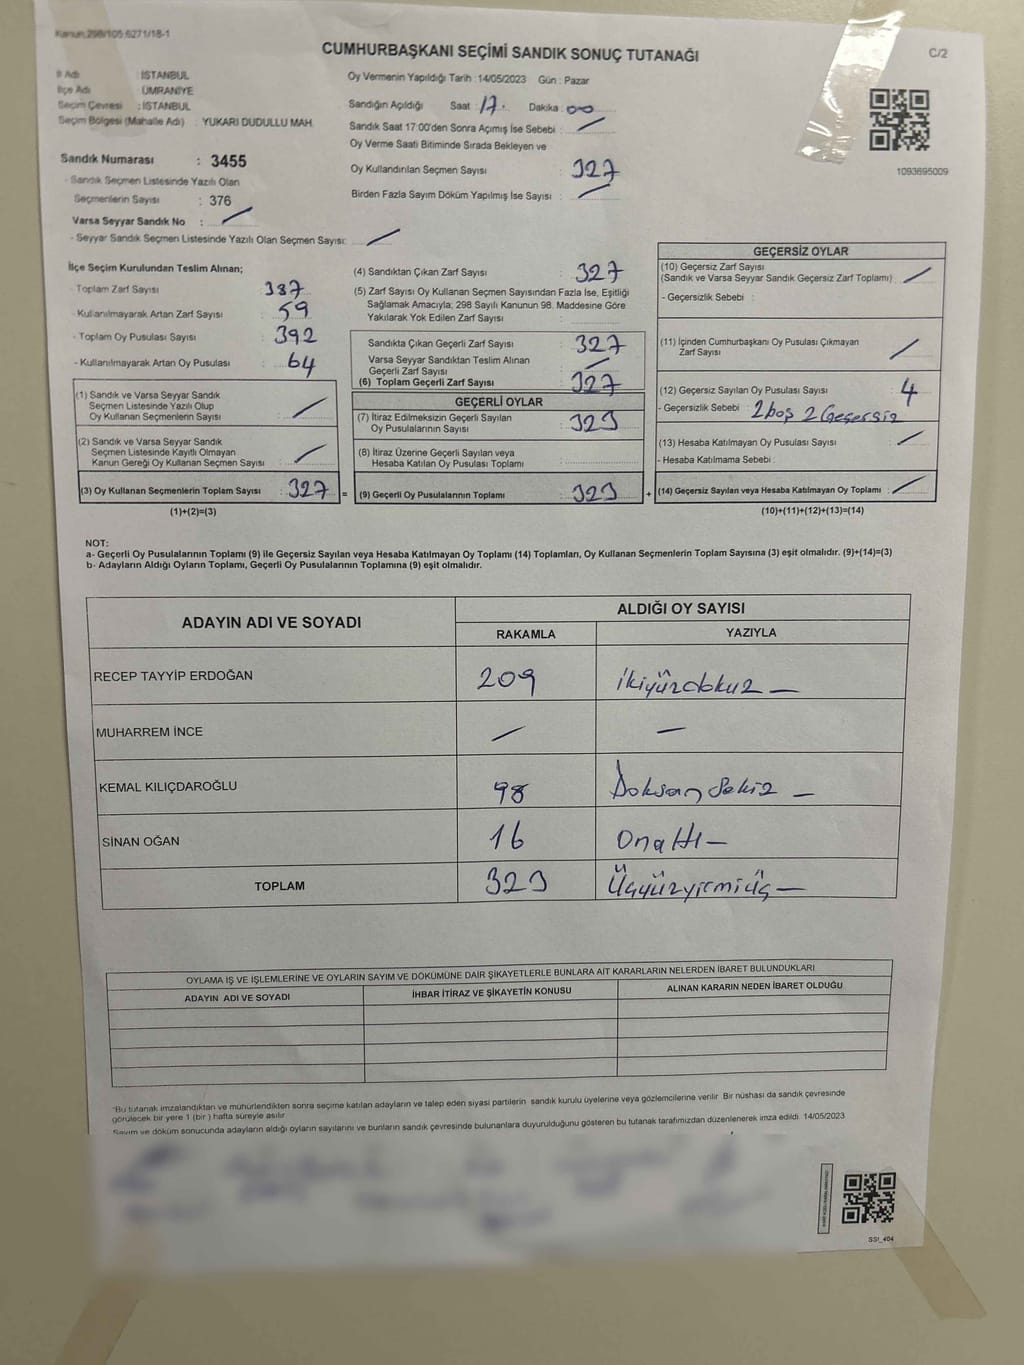 Kanun:298/105:6271/18-1
CUMHURBAŞKANI SEÇİMİ SANDIK SONUÇ TUTANAĞI
C/2
İl Adı : İSTANBUL
İlçe Adı ÜMRANİYE
Seçim Çevresi : İSTANBUL
Seçim Bölgesi (Mahalle Adı) : YUKARI DUDULLU MAH.
Sandık Numarası : 3455
- Sandık Seçmen Listesinde Yazılı Olan
Seçmenlerin Sayısı : 376
Varsa Seyyar Sandık No :
- Seyyar Sandık Seçmen Listesinde Yazılı Olan Seçmen Sayısı:
Oy Vermenin Yapıldığı Tarih : 14/05/2023 Gün : Pazar
Sandığın Açıldığı Saat : 17. Dakika : 00
Sandık Saat 17:00'den Sonra Açımış İse Sebebi :
Oy Verme Saati Bitiminde Sırada Bekleyen ve
Oy Kullandırılan Seçmen Sayısı : 327
Birden Fazla Sayım Döküm Yapılmış İse Sayısı :
1093695009
İlçe Seçim Kurulundan Teslim Alınan;
- Toplam Zarf Sayısı : 387
- Kullanılmayarak Artan Zarf Sayısı : 59
- Toplam Oy Pusulası Sayısı : 392
- Kullanılmayarak Artan Oy Pusulası : 64
(1) Sandık ve Varsa Seyyar Sandık
Seçmen Listesinde Yazılı Olup
Oy Kullanan Seçmenlerin Sayısı :
(2) Sandık ve Varsa Seyyar Sandık
Seçmen Listesinde Kayıtlı Olmayan
Kanun Gereği Oy Kullanan Seçmen Sayısı :
(3) Oy Kullanan Seçmenlerin Toplam Sayısı : 327 =
(1)+(2)=(3)
(4) Sandıktan Çıkan Zarf Sayısı : 327
(5) Zarf Sayısı Oy Kullanan Seçmen Sayısından Fazla İse, Eşitliği
Sağlamak Amacıyla; 298 Sayılı Kanunun 98. Maddesine Göre
Yakılarak Yok Edilen Zarf Sayısı :
Sandıkta Çıkan Geçerli Zarf Sayısı : 327
Varsa Seyyar Sandıktan Teslim Alınan
Geçerli Zarf Sayısı :
(6) Toplam Geçerli Zarf Sayısı : 327
GEÇERLİ OYLAR
(7) İtiraz Edilmeksizin Geçerli Sayılan
Oy Pusulalarının Sayısı : 323
(8) İtiraz Üzerine Geçerli Sayılan veya
Hesaba Katılan Oy Pusulası Toplamı :
(9) Geçerli Oy Pusulalarının Toplamı : 323 +
GEÇERSİZ OYLAR
(10) Geçersiz Zarf Sayısı :
(Sandık ve Varsa Seyyar Sandık Geçersiz Zarf Toplamı)
- Geçersizlik Sebebi :
(11) İçinden Cumhurbaşkanı Oy Pusulası Çıkmayan
Zarf Sayısı :
(12) Geçersiz Sayılan Oy Pusulası Sayısı : 4
- Geçersizlik Sebebi : 2 boş 2 Geçersiz
(13) Hesaba Katılmayan Oy Pusulası Sayısı :
- Hesaba Katılmama Sebebi :
(14) Geçersiz Sayılan veya Hesaba Katılmayan Oy Toplamı :
(10)+(11)+(12)+(13)=(14)
NOT:
a- Geçerli Oy Pusulalarının Toplamı (9) ile Geçersiz Sayılan veya Hesaba Katılmayan Oy Toplamı (14) Toplamları, Oy Kullanan Seçmenlerin Toplam Sayısına (3) eşit olmalıdır. (9)+(14)=(3)
b- Adayların Aldığı Oyların Toplamı, Geçerli Oy Pusulalarının Toplamına (9) eşit olmalıdır.
ADAYIN ADI VE SOYADI
ALDIĞI OY SAYISI
RAKAMLA YAZIYLA
RECEP TAYYİP ERDOĞAN 209 ikiyüzdokuz —
MUHARREM İNCE — —
KEMAL KILIÇDAROĞLU 98 Doksan Sekiz —
SİNAN OĞAN 16 Onaltı —
TOPLAM 323 Üçyüzyirmiüç —
OYLAMA İŞ VE İŞLEMLERİNE VE OYLARIN SAYIM VE DÖKÜMÜNE DAİR ŞİKAYETLERLE BUNLARA AİT KARARLARIN NELERDEN İBARET BULUNDUKLARI
ADAYIN ADI VE SOYADI İHBAR İTİRAZ VE ŞİKAYETİN KONUSU ALINAN KARARIN NEDEN İBARET OLDUĞU
*Bu tutanak imzalandıktan ve mühürlendikten sonra seçime katılan adayların ve talep eden siyasi partilerin sandık kurulu üyelerine veya gözlemcilerine verilir. Bir nüshası da sandık çevresinde
görülecek bir yere 1 (bir ) hafta süreyle asılır.
Sayım ve döküm sonucunda adayların aldığı oyların sayılarını ve bunların sandık çevresinde bulunanlara duyurulduğunu gösteren bu tutanak tarafımızdan düzenlenerek imza edildi. 14/05/2023
SSI_404